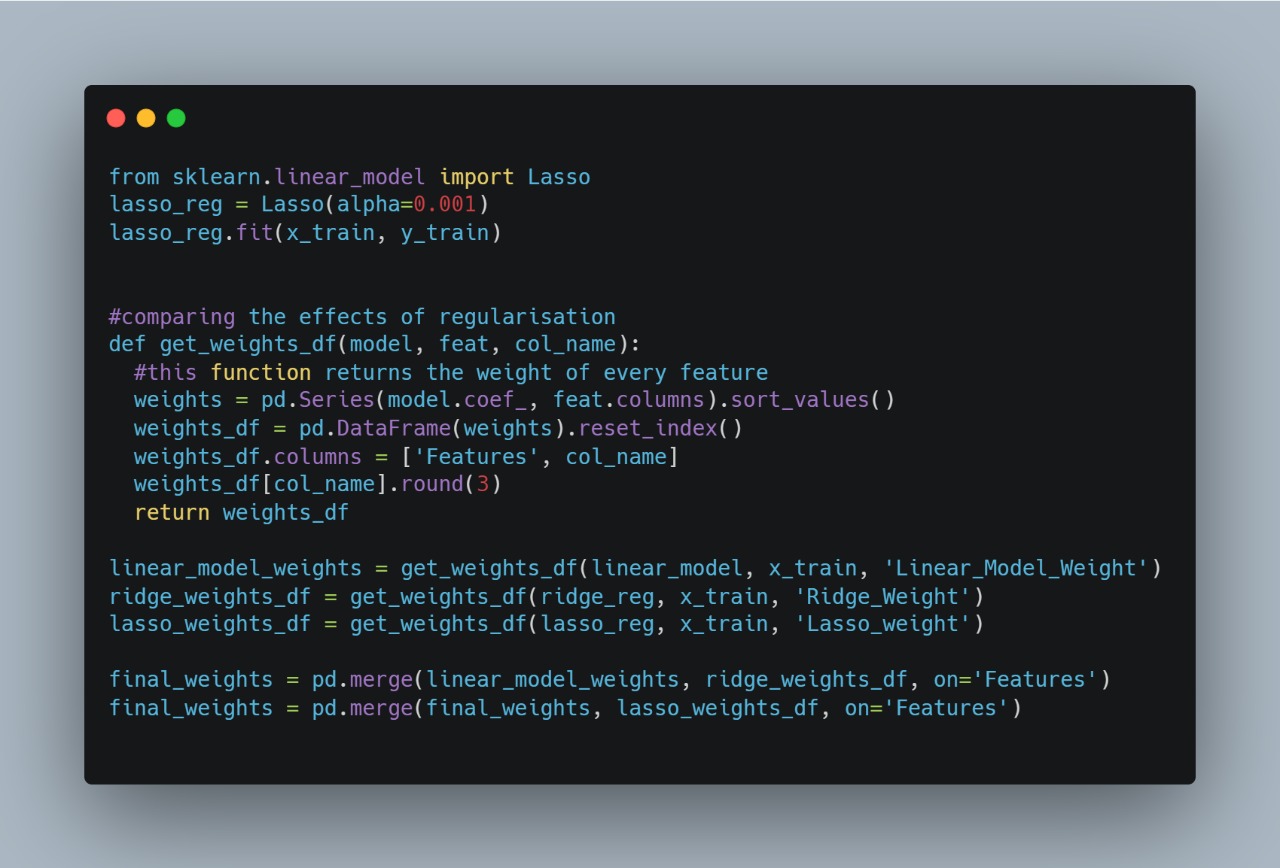 from sklearn.linear_model import Lasso
lasso_reg = Lasso(alpha=0.001)
lasso_reg.fit(x_train, y_train)
#comparing the effects of regularisation
def get_weights_df(model, feat, col_name):
  #this function returns the weight of every feature
  weights = pd.Series(model.coef_, feat.columns).sort_values()
  weights_df = pd.DataFrame(weights).reset_index()
  weights_df.columns = ['Features', col_name]
  weights_df[col_name].round(3)
  return weights_df
linear_model_weights = get_weights_df(linear_model, x_train, 'Linear_Model_Weight')
ridge_weights_df = get_weights_df(ridge_reg, x_train, 'Ridge_Weight')
lasso_weights_df = get_weights_df(lasso_reg, x_train, 'Lasso_weight')
final_weights = pd.merge(linear_model_weights, ridge_weights_df, on='Features')
final_weights = pd.merge(final_weights, lasso_weights_df, on='Features')